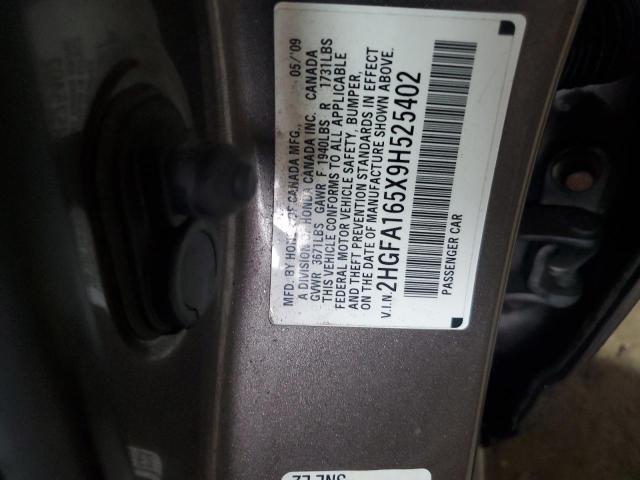 MFD. BY HONDA OF CANADA MFG., 05/'09
A DIVISION OF HONDA CANADA INC. CANADA
GVWR 3671LBS GAWR F 1940LBS R 1731LBS
THIS VEHICLE CONFORMS TO ALL APPLICABLE
FEDERAL MOTOR VEHICLE SAFETY, BUMPER,
AND THEFT PREVENTION STANDARDS IN EFFECT
ON THE DATE OF MANUFACTURE SHOWN ABOVE.
V.I.N. 2HGFA165X9H525402
PASSENGER CAR